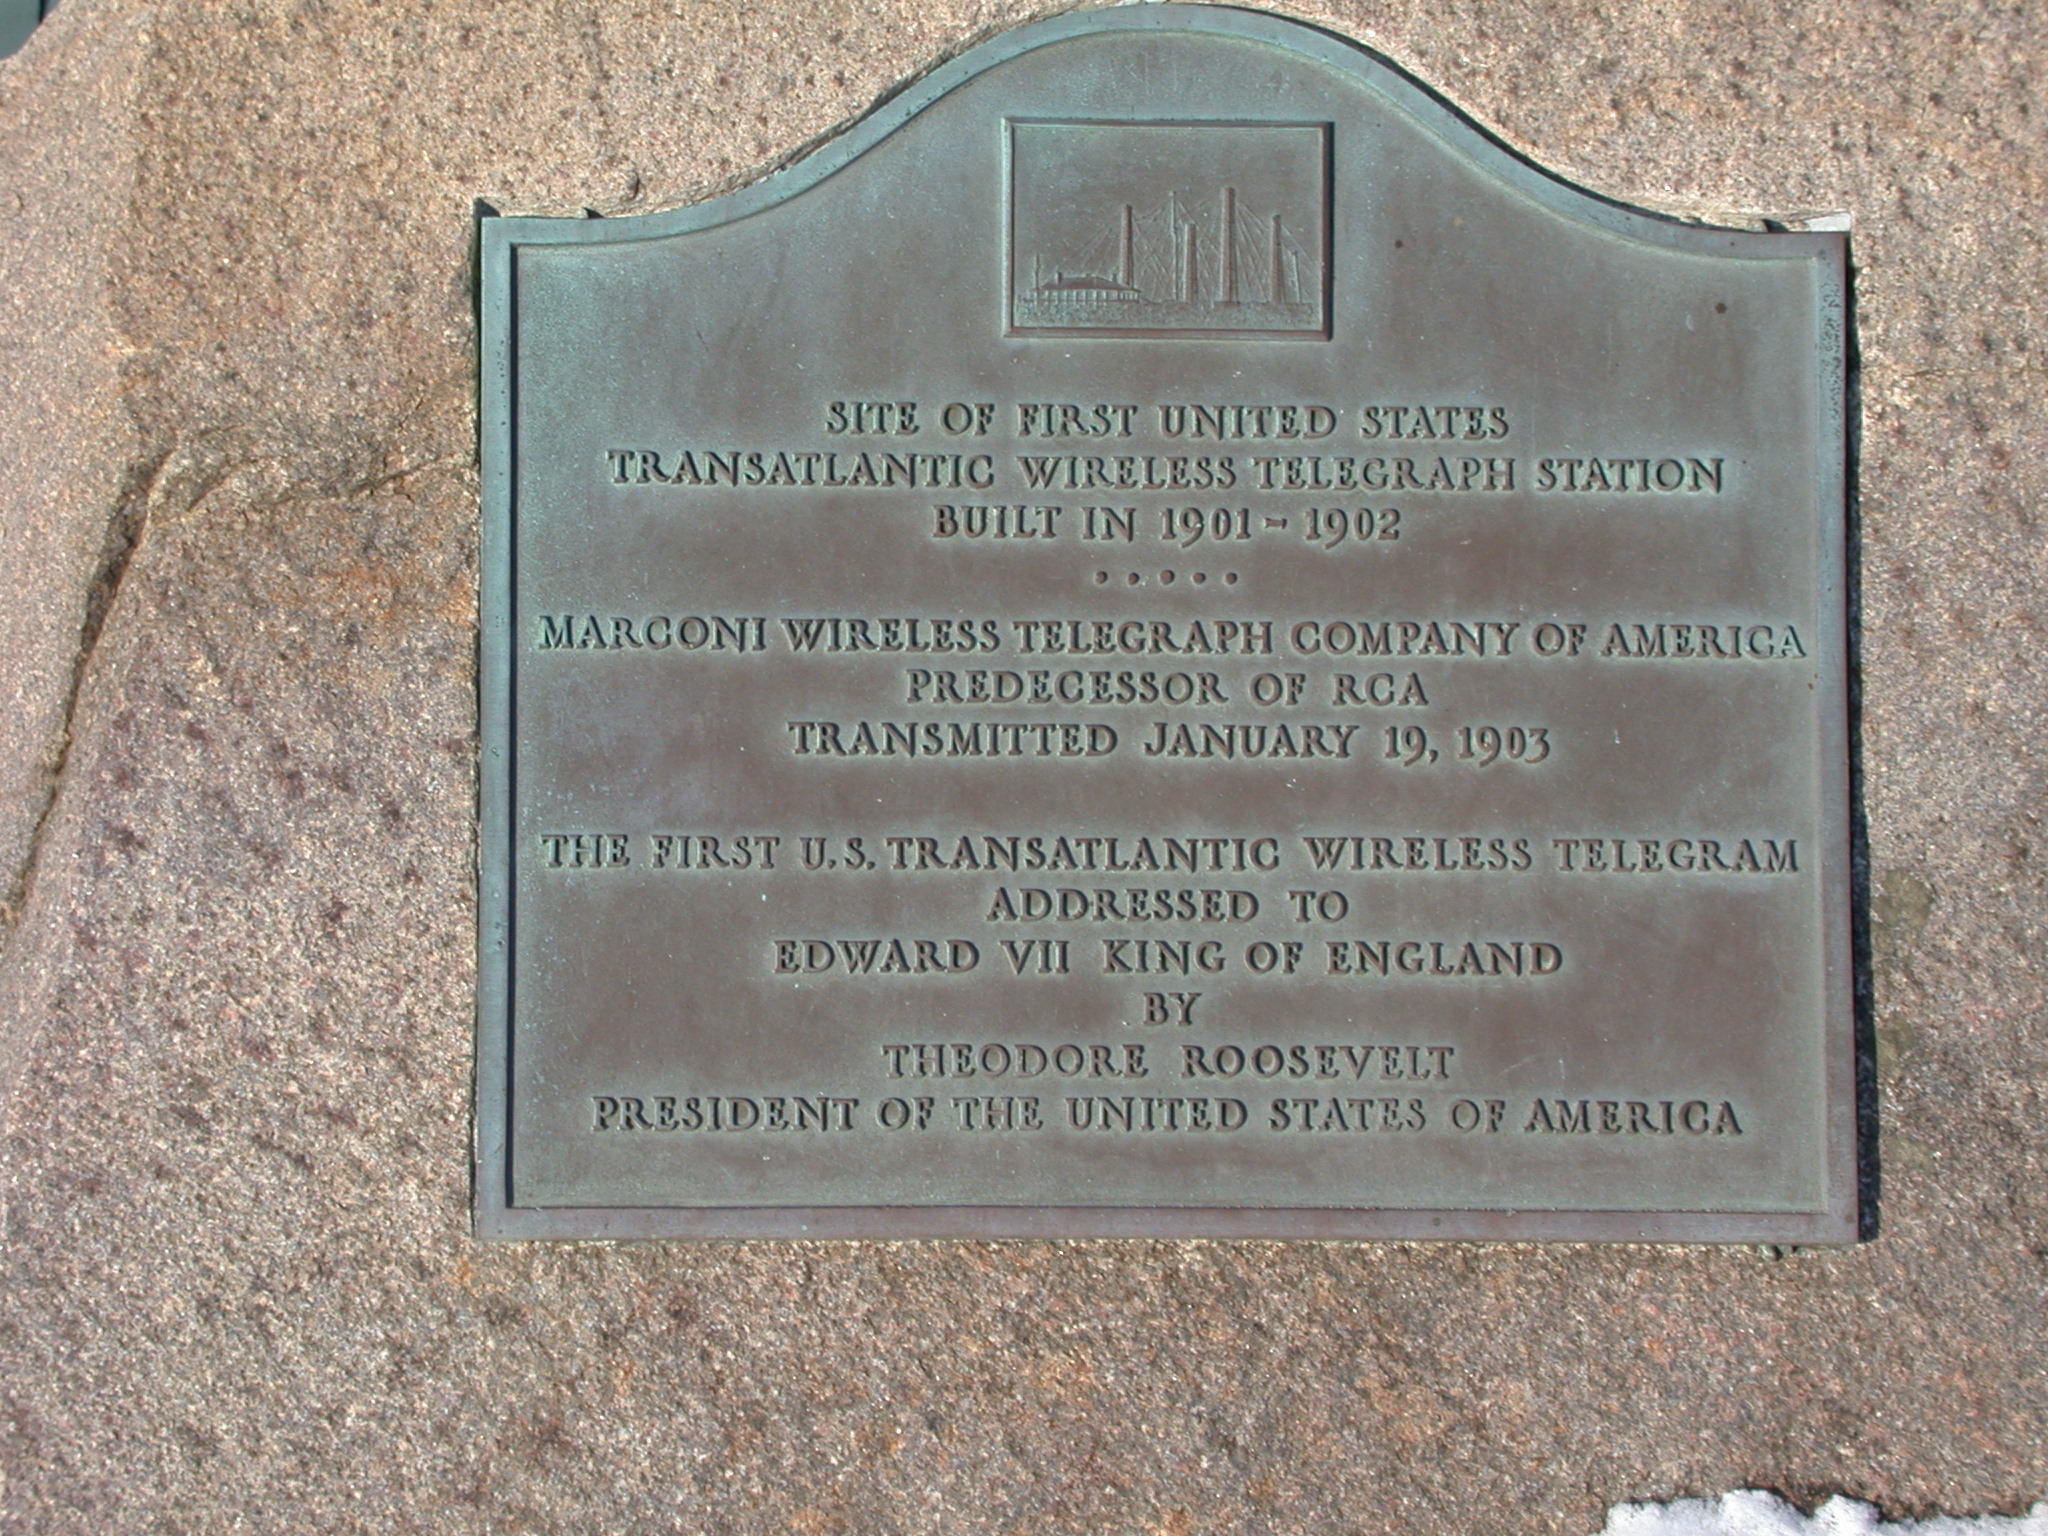 SITE OF FIRST UNITED STATES
TRANSATLANTIC WIRELESS TELEGRAPH STATION
BUILT IN 1901 - 1902
. . . . .
MARCONI WIRELESS TELEGRAPH COMPANY OF AMERICA
PREDECESSOR OF RCA
TRANSMITTED JANUARY 19, 1903
THE FIRST U.S. TRANSATLANTIC WIRELESS TELEGRAM
ADDRESSED TO
EDWARD VII KING OF ENGLAND
BY
THEODORE ROOSEVELT
PRESIDENT OF THE UNITED STATES OF AMERICA